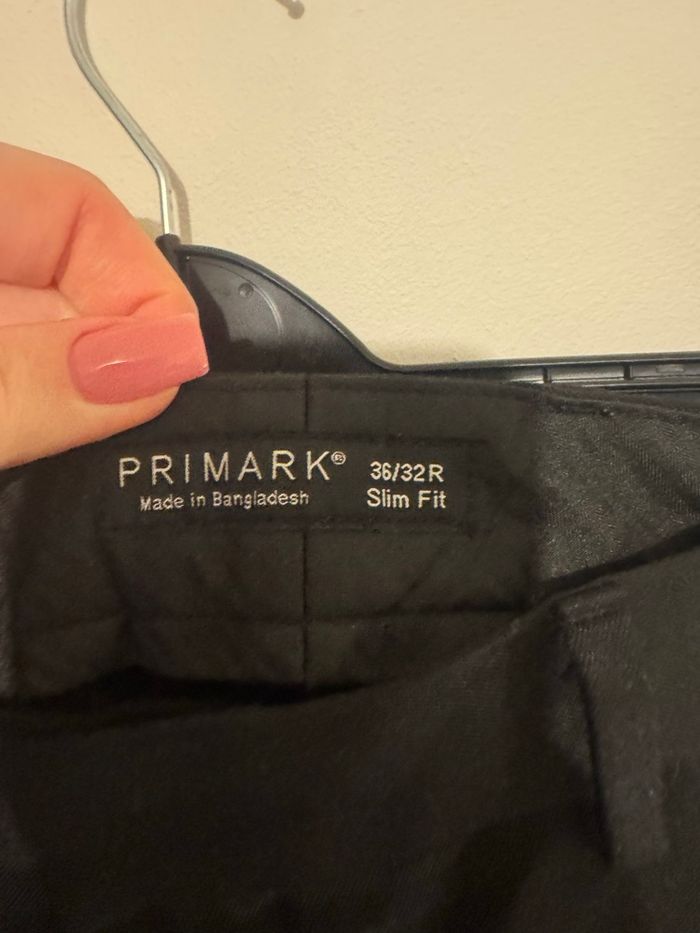 PRIMARK®
Made in Bangladesh
36/32R
Slim Fit